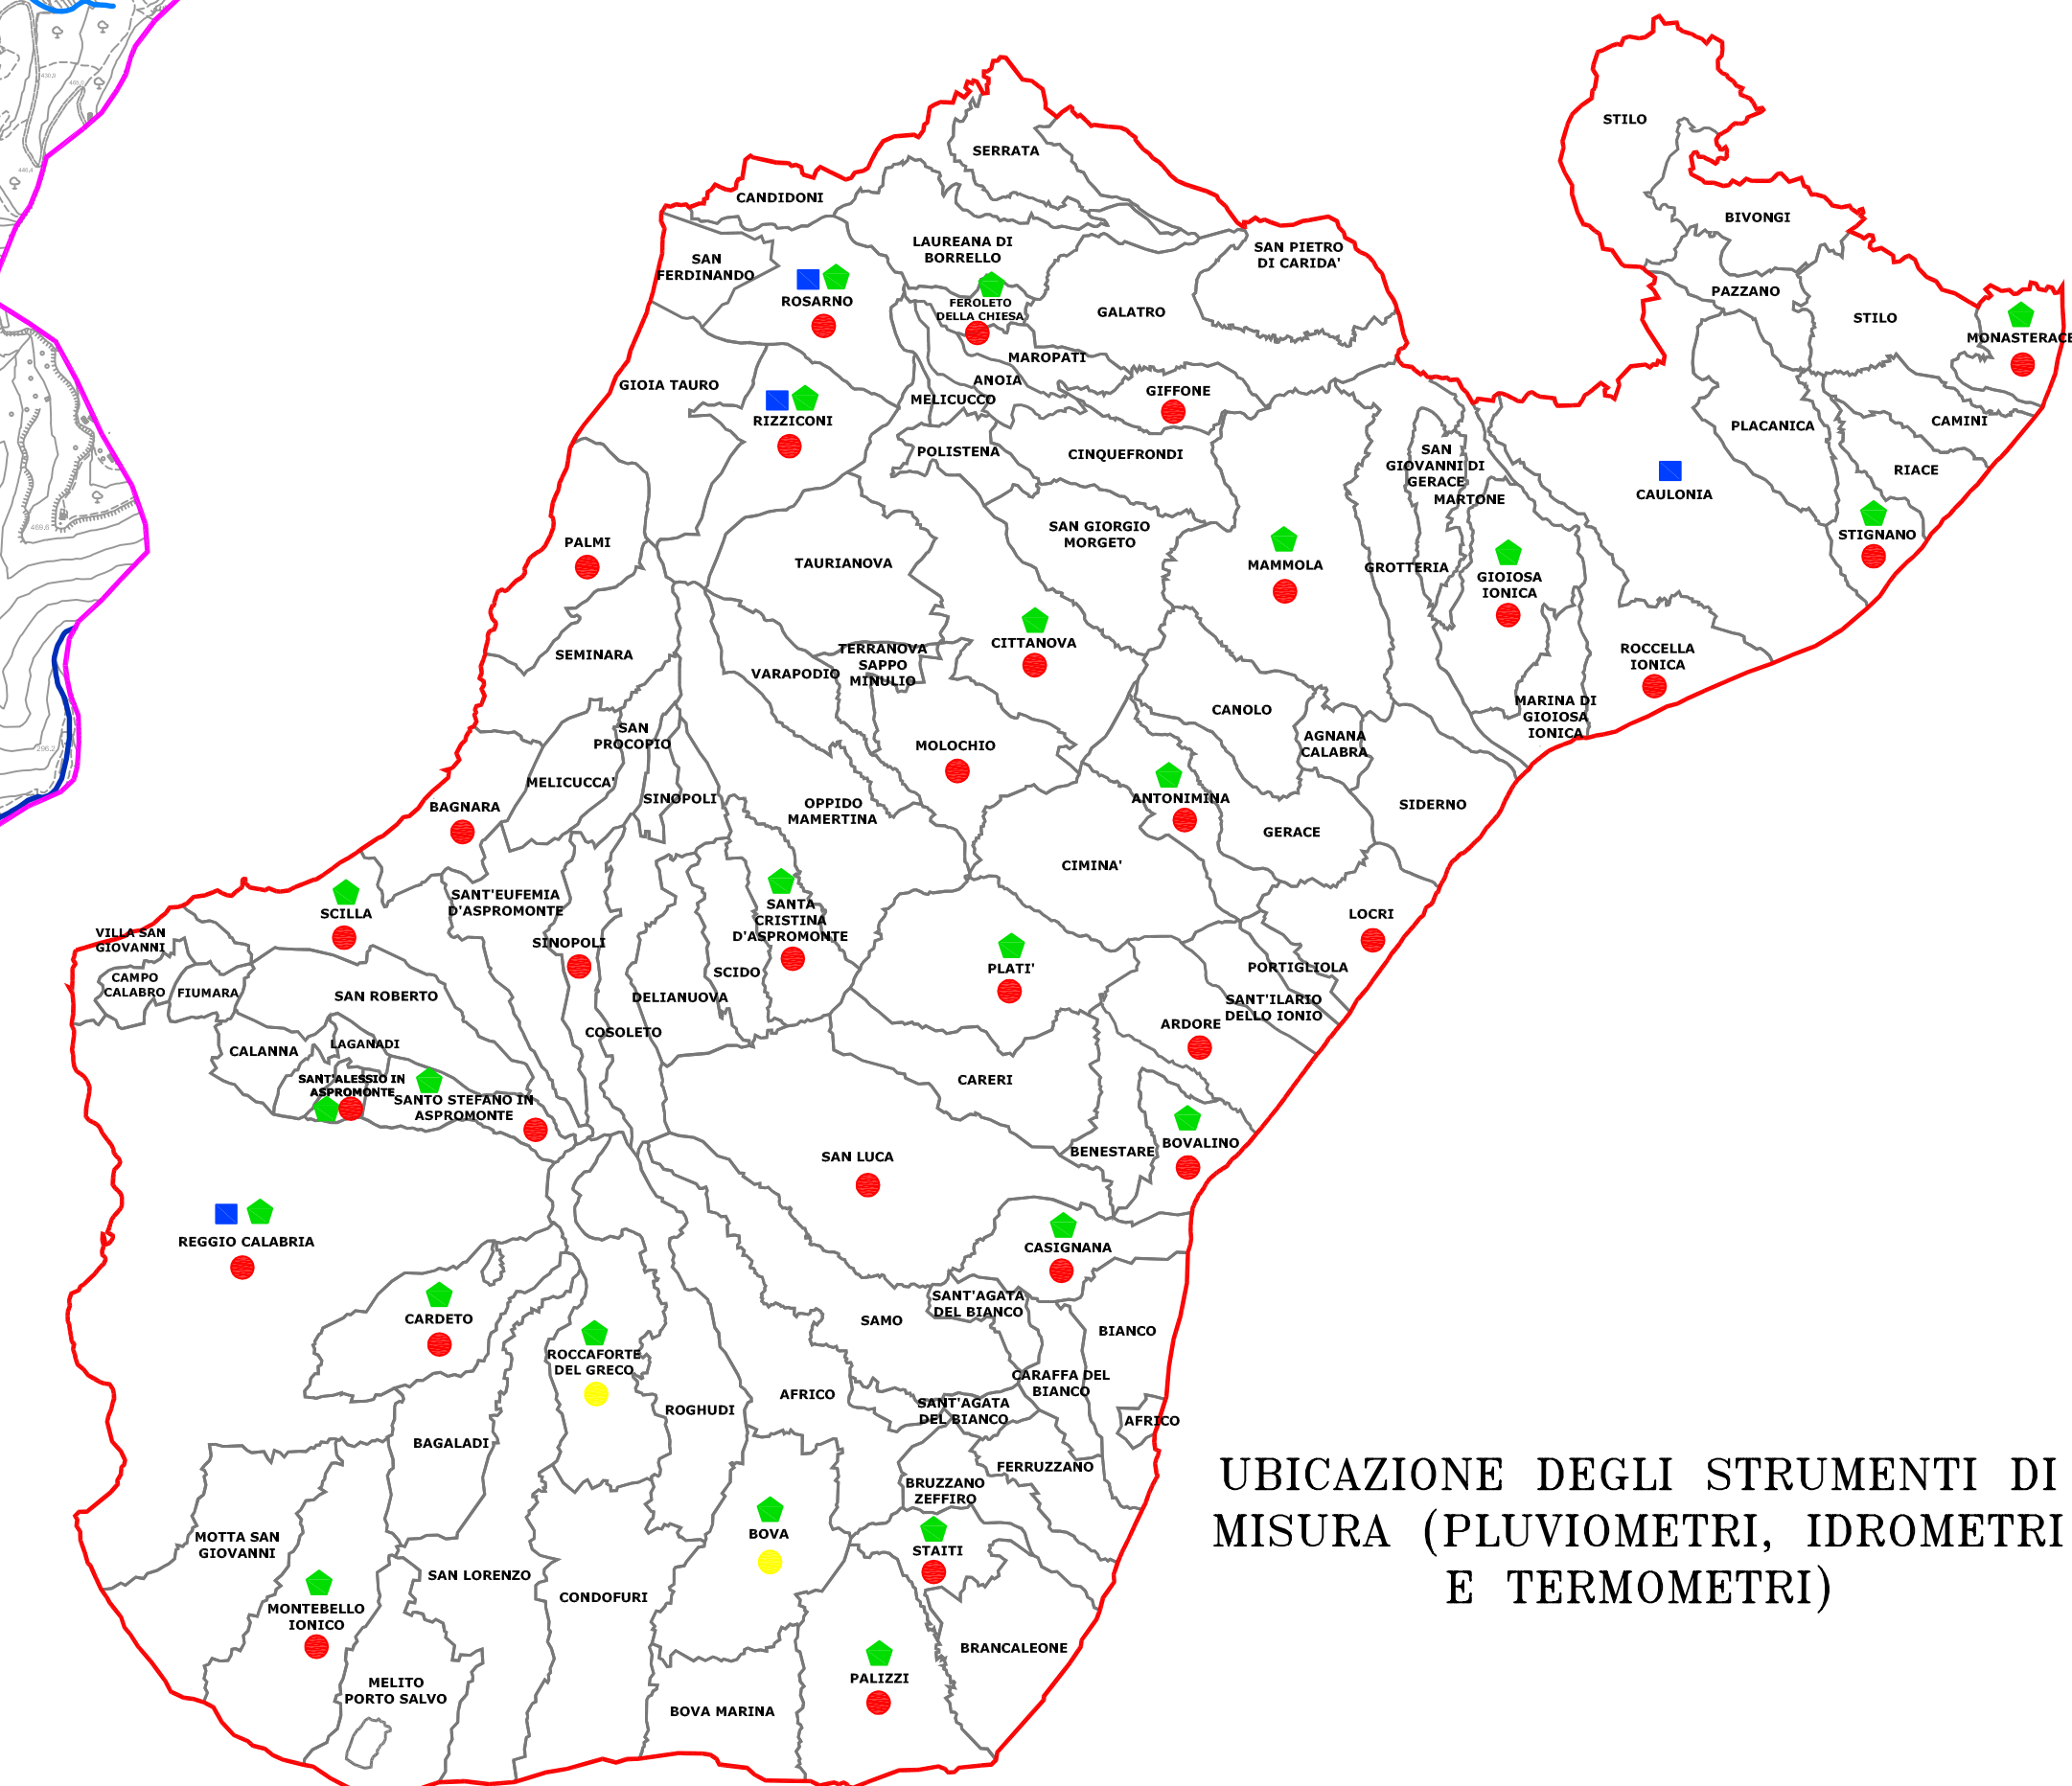 STILO
SERRATA
CANDIDONI
BIVONGI
LAUREANA DI
BORRELLO
SAN PIETRO
DI CARIDA'
SAN
FERDINANDO
PAZZANO
ROSARNO
FEROLETO
DELLA CHIESA
GALATRO
STILO
MONASTERACE
MAROPATI
GIOIA TAURO
ANOIA
GIFFONE
MELICUCCO
RIZZICONI
PLACANICA
CAMINI
POLISTENA
CINQUEFRONDI
SAN
GIOVANNI DI
GERACE
RIACE
MARTONE
CAULONIA
SAN GIORGIO
MORGETO
STIGNANO
PALMI
TAURIANOVA
MAMMOLA
GROTTERIA
GIOIOSA
IONICA
CITTANOVA
SEMINARA
TERRANOVA
SAPPO
MINULIO
VARAPODIO
ROCCELLA
IONICA
CANOLO
MARINA DI
GIOIOSA
IONICA
SAN
PROCOPIO
MOLOCHIO
AGNANA
CALABRA
MELICUCCA'
SINOPOLI
BAGNARA
OPPIDO
MAMERTINA
ANTONIMINA
SIDERNO
GERACE
CIMINA'
SANT'EUFEMIA
D'ASPROMONTE
SCILLA
SANTA
CRISTINA
D'ASPROMONTE
LOCRI
VILLA SAN
GIOVANNI
SINOPOLI
SCIDO
PLATI'
PORTIGLIOLA
CAMPO
CALABRO
FIUMARA
SAN ROBERTO
DELIANUOVA
SANT'ILARIO
DELLO IONIO
COSOLETO
ARDORE
CALANNA
LAGANADI
SANT'ALESSIO IN
ASPROMONTE
CARERI
SANTO STEFANO IN
ASPROMONTE
BOVALINO
BENESTARE
SAN LUCA
REGGIO CALABRIA
CASIGNANA
SANT'AGATA
DEL BIANCO
CARDETO
SAMO
BIANCO
ROCCAFORTE
DEL GRECO
CARAFFA DEL
BIANCO
AFRICO
SANT'AGATA
DEL BIANCO
ROGHUDI
AFRICO
BAGALADI
FERRUZZANO
BRUZZANO
ZEFFIRO
UBICAZIONE DEGLI STRUMENTI DI
MISURA (PLUVIOMETRI, IDROMETRI
E TERMOMETRI)
MOTTA SAN
GIOVANNI
BOVA
STAITI
SAN LORENZO
CONDOFURI
MONTEBELLO
IONICO
BRANCALEONE
MELITO
PORTO SALVO
PALIZZI
BOVA MARINA
446,4
469,6
296,2